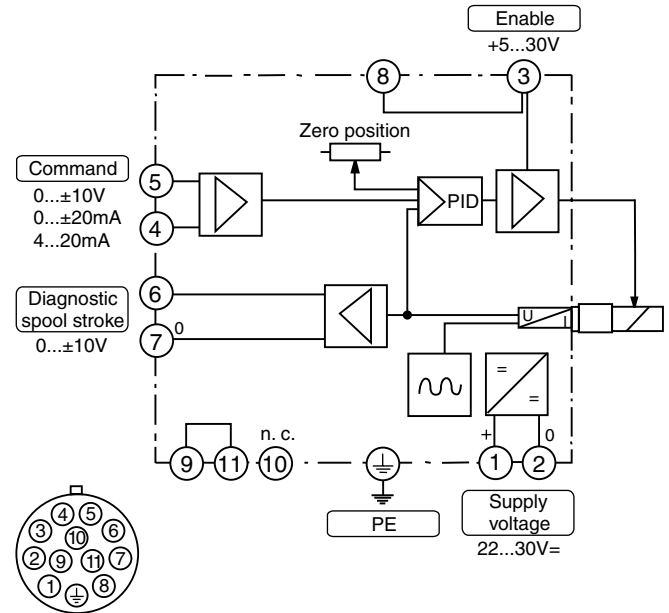 Enable
+5...30V
8
3
Zero position
Command
0...±10V
0...±20mA
4...20mA
5
4
PID
6
Diagnostic
spool stroke
0...±10V
7
0
U
I
=
=
n. c.
+
0
9
11
10
1
2
PE
Supply
voltage
22...30V=
4
5
3
10
6
2
9
11
7
1
8